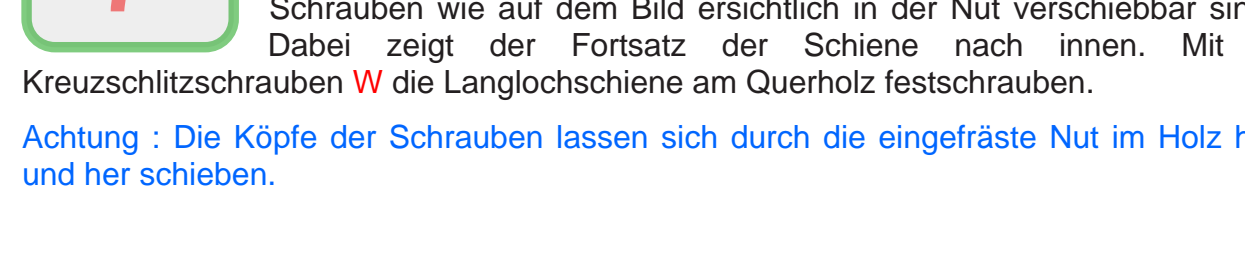 Schrauben wie auf dem Bild ersichtlich in der Nut verschiebbar
Dabei zeigt der Fortsatz der Schiene nach innen. Mit
Kreuzschlitzschrauben W die Langlochschiene am Querholz festschrauben.
Achtung : Die Köpfe der Schrauben lassen sich durch die eingefräste Nut im Holz
und her schieben.